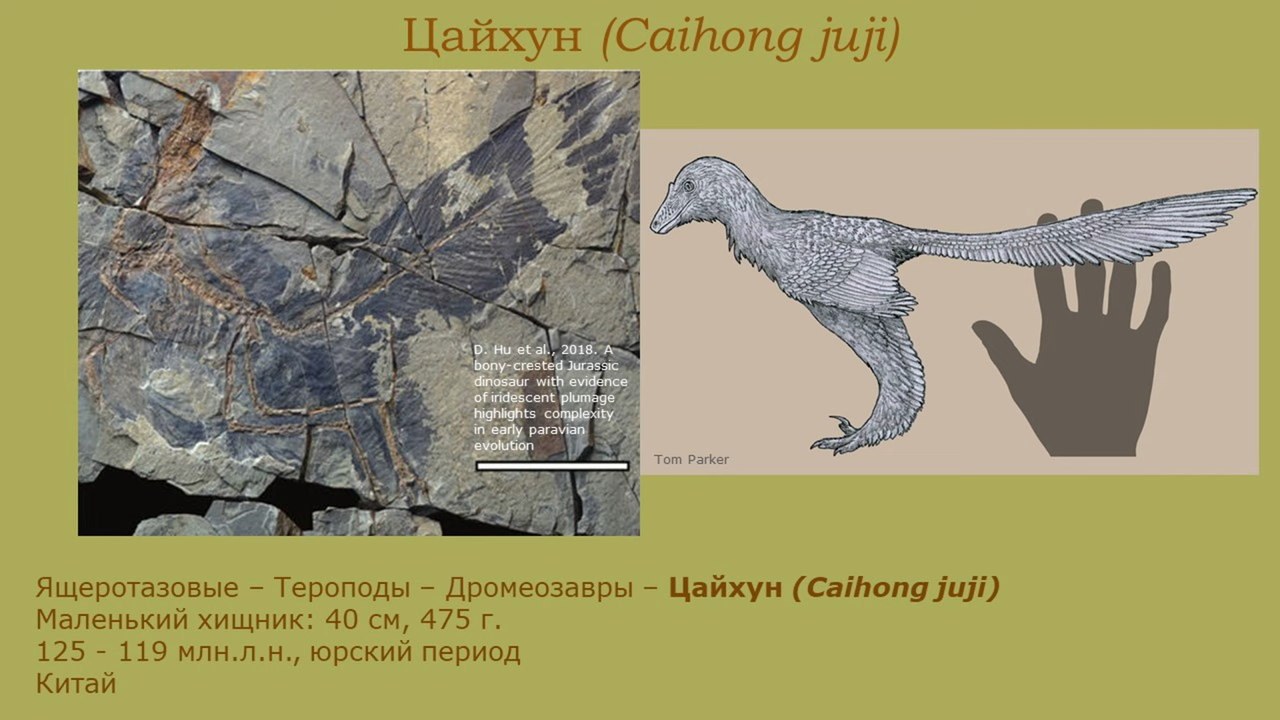 Цайхун (Caihong juji)
D. Hu et al., 2018. A
bony-crested Jurassic
dinosaur with evidence
of iridescent plumage
highlights complexity
in early paravian
evolution
Tom Parker
Ящеротазовые – Тероподы – Дромеозавры – Цайхун (Caihong juji)
Маленький хищник: 40 см, 475 г.
125 - 119 млн.л.н., юрский период
Китай